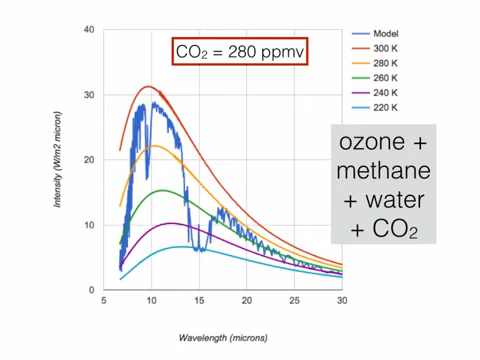 40
30
20
10
0
5
10
15
20
25
30
Intensity (W/m2 micron)
Wavelength (microns)
CO₂ = 280 ppmv
Model
300 K
280 K
260 K
240 K
220 K
ozone +
methane
+ water
+ CO₂